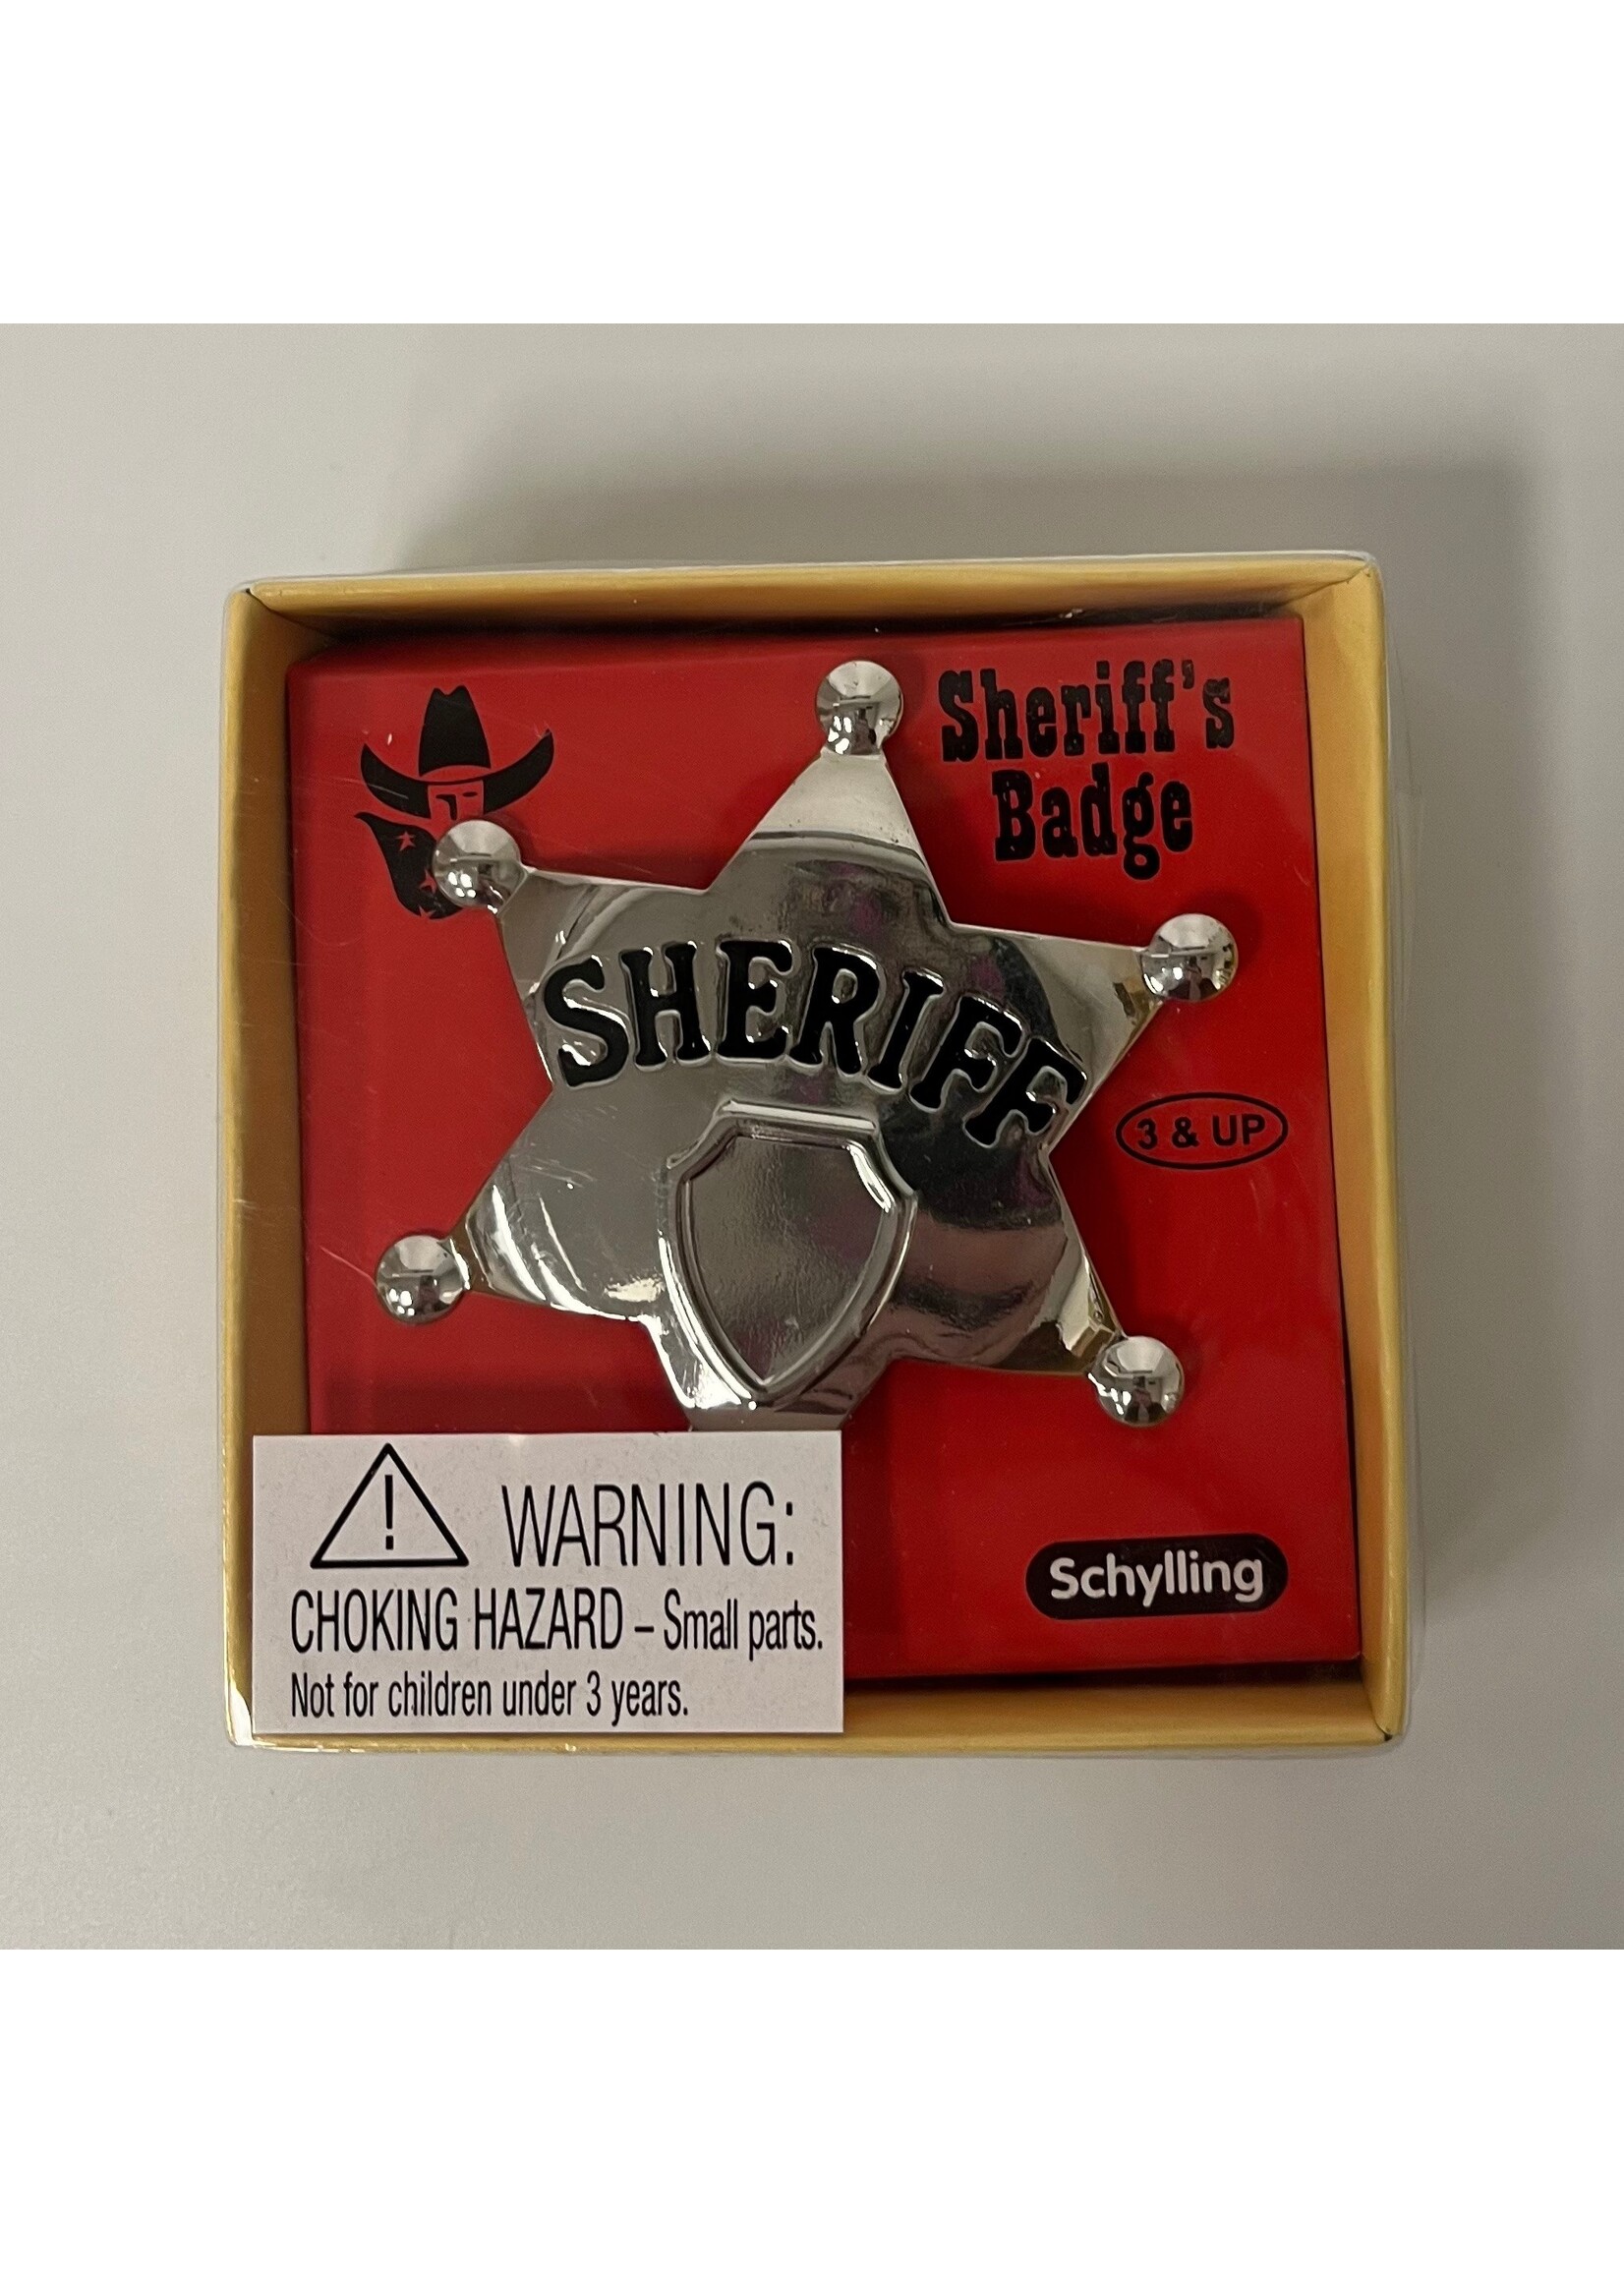 Sheriff's
Badge
SHERIFF
3 & UP
WARNING:
CHOKING HAZARD – Small parts.
Not for children under 3 years.
Schylling